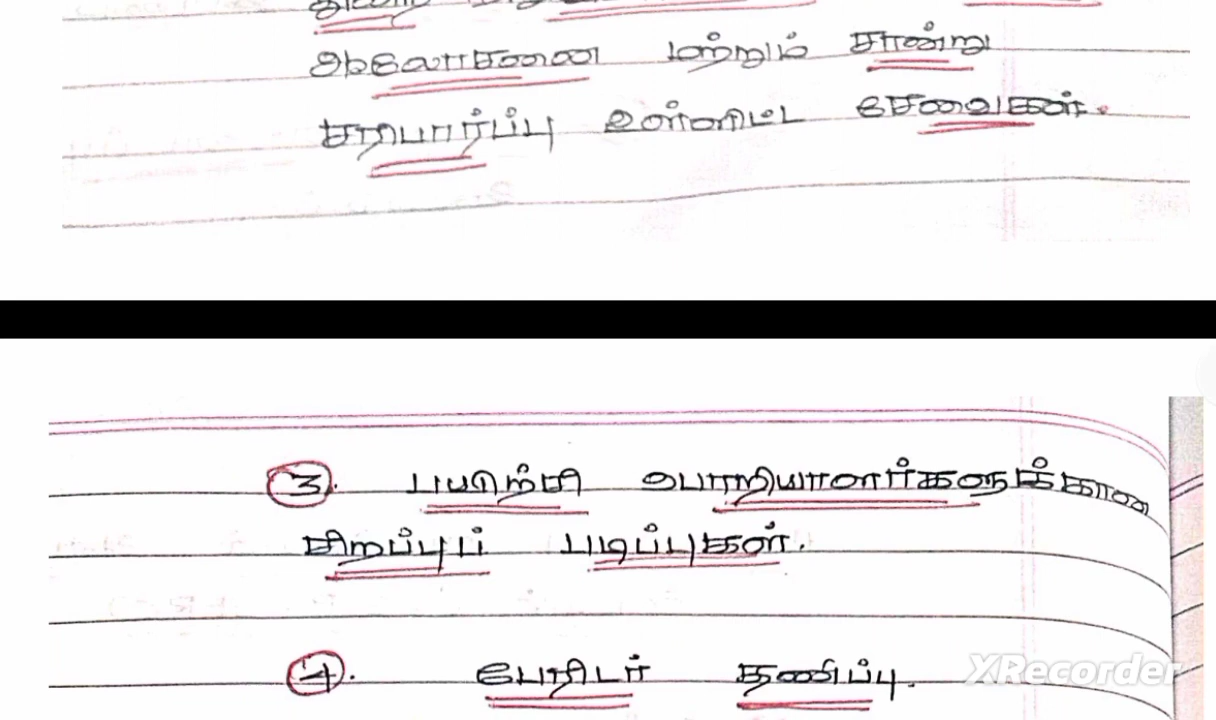 ஆலோசனை மற்றும் சான்று
சரிபார்ப்பு உள்ளிட்ட சேவைகள்.
3. பயிற்சி பொறியாளர்களுக்கான
சிறப்புப் படிப்புகள்.
4. பேரிடர் தணிப்பு.
XRecorder